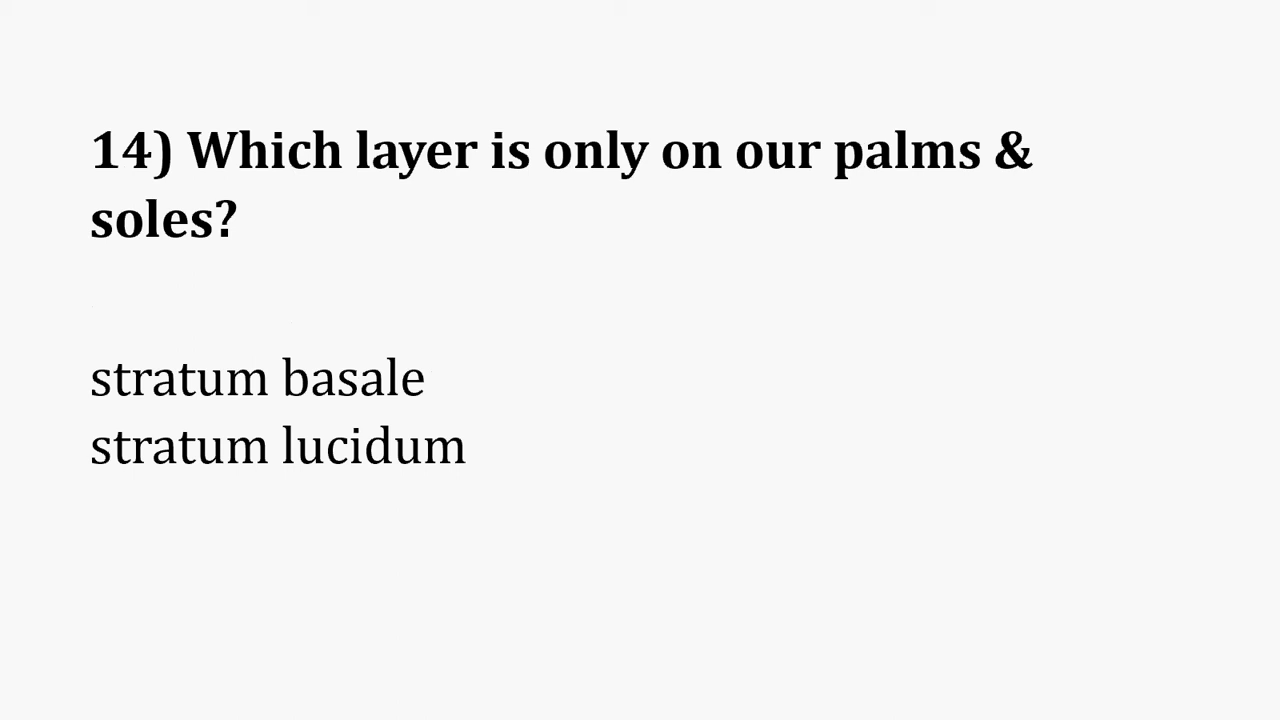 14) Which layer is only on our palms &
soles?
stratum basale
stratum lucidum